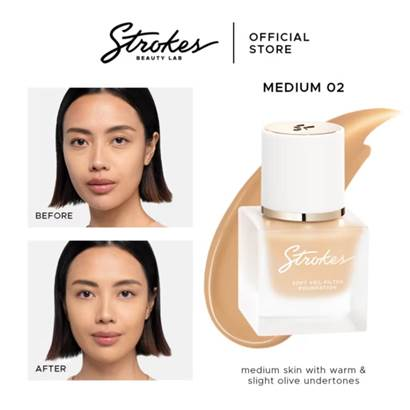 Strokes
BEAUTY LAB
OFFICIAL
STORE
MEDIUM 02
BEFORE
AFTER
Strokes
SOFT VEIL FILTER
FOUNDATION
medium skin with warm &
slight olive undertones